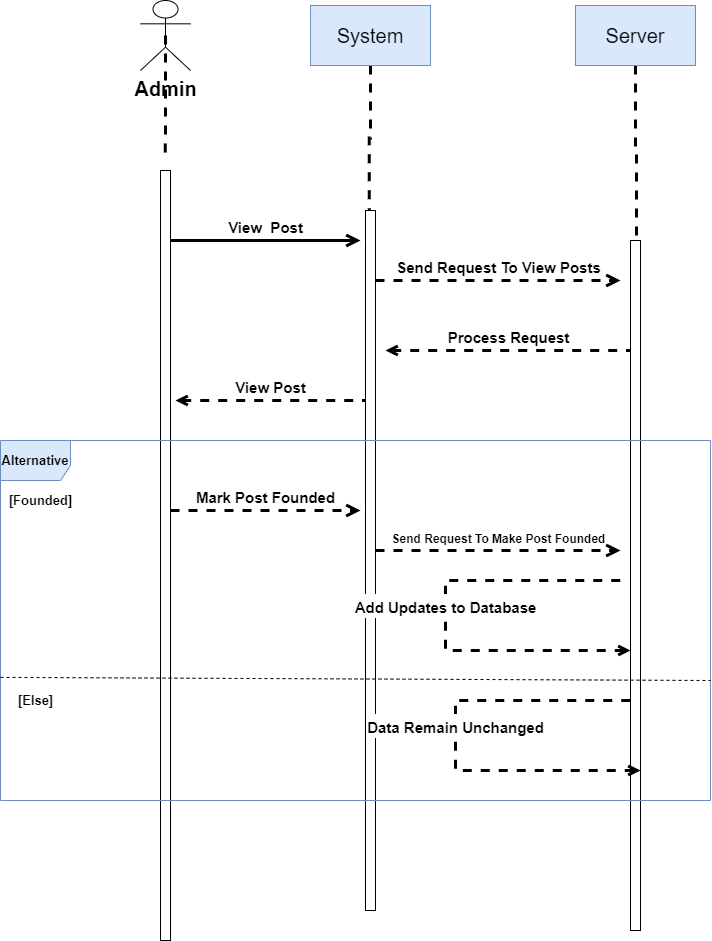 Admin
System
Server
View Post
Send Request To View Posts
Process Request
View Post
Alternative
[Founded]
Mark Post Founded
Send Request To Make Post Founded
Add Updates to Database
[Else]
Data Remain Unchanged